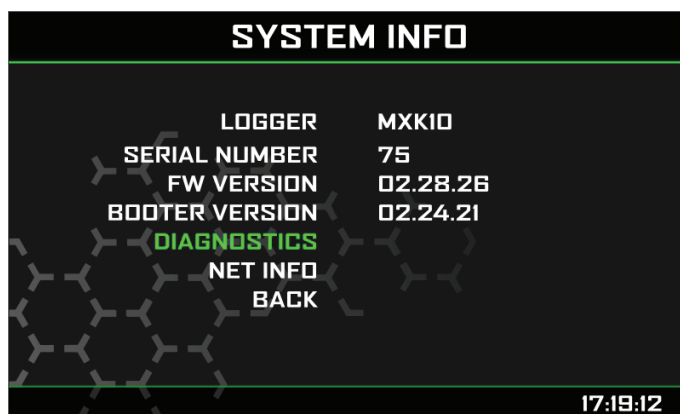 SYSTEM INFO
LOGGER MXK10
SERIAL NUMBER 75
FW VERSION 02.28.26
BOOTER VERSION 02.24.21
DIAGNOSTICS
NET INFO
BACK
17:19:12